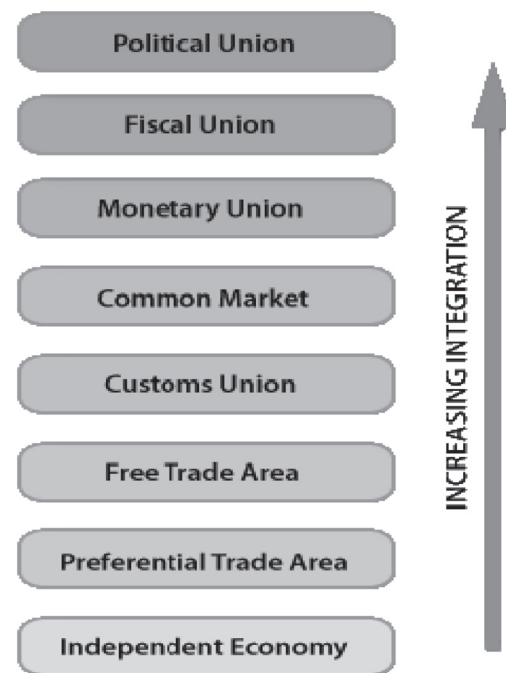 Political Union
Fiscal Union
Monetary Union
Common Market
Customs Union
Free Trade Area
Preferential Trade Area
Independent Economy
INCREASING INTEGRATION